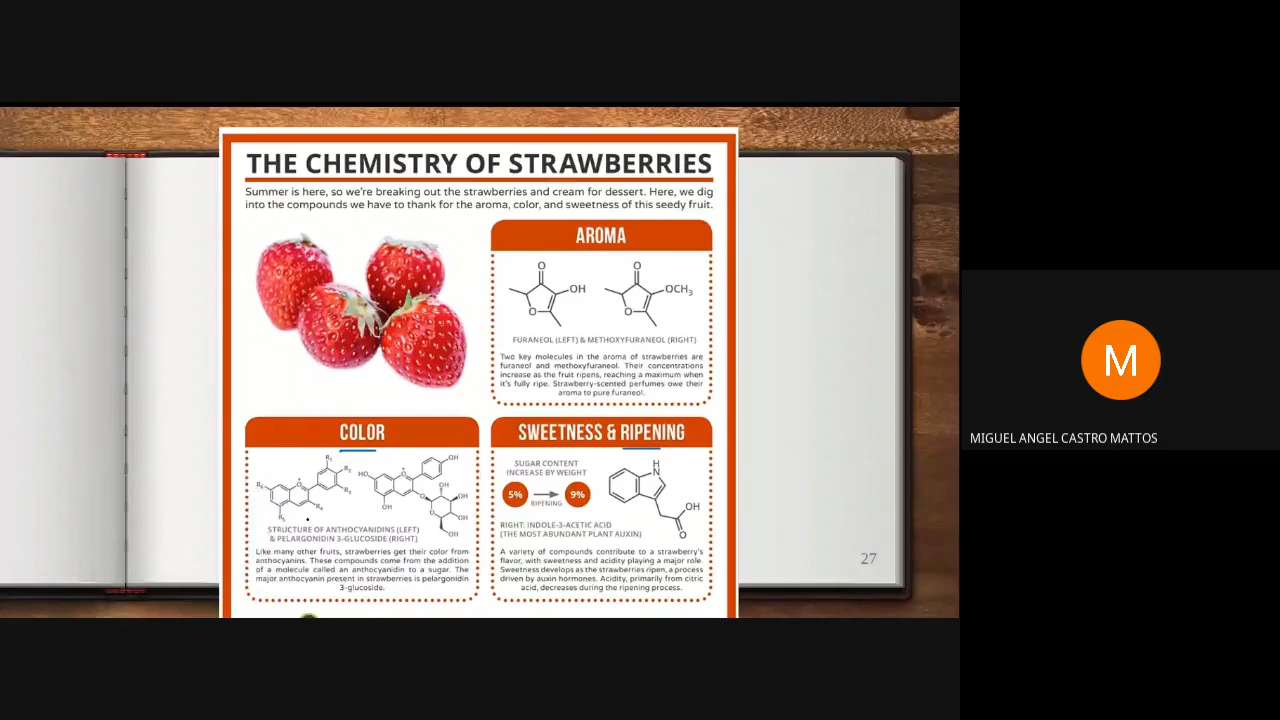 THE CHEMISTRY OF STRAWBERRIES
Summer is here, so we're breaking out the strawberries and cream for dessert. Here, we dig
into the compounds we have to thank for the aroma, color, and sweetness of this seedy fruit.
AROMA
O
OH
O
O
OCH3
O
FURANEOL (LEFT) & METHOXYFURANEOL (RIGHT)
Two key molecules in the aroma of strawberries are
furaneol and methoxyfuraneol. Their concentrations
increase as the fruit ripens, reaching a maximum when
it's fully ripe. Strawberry-scented perfumes owe their
aroma to pure furaneol.
COLOR
STRUCTURE OF ANTHOCYANIDINS (LEFT)
& PELARGONIDIN 3-GLUCOSIDE (RIGHT)
Like many other fruits, strawberries get their color from
anthocyanins. These compounds come from the addition
of a molecule called an anthocyanidin to a sugar. The
major anthocyanin present in strawberries is pelargonidin
3-glucoside.
SWEETNESS & RIPENING
SUGAR CONTENT
INCREASE BY WEIGHT
5% 9%
RIPENING
H
N
OH
O
RIGHT: INDOLE-3-ACETIC ACID
(THE MOST ABUNDANT PLANT AUXIN)
A variety of compounds contribute to a strawberry's
flavor, with sweetness and acidity playing a major role.
Sweetness develops as the strawberries ripen, a process
driven by auxin hormones. Acidity, primarily from citric
acid, decreases during the ripening process.
27
M
MIGUEL ANGEL CASTRO MATTOS